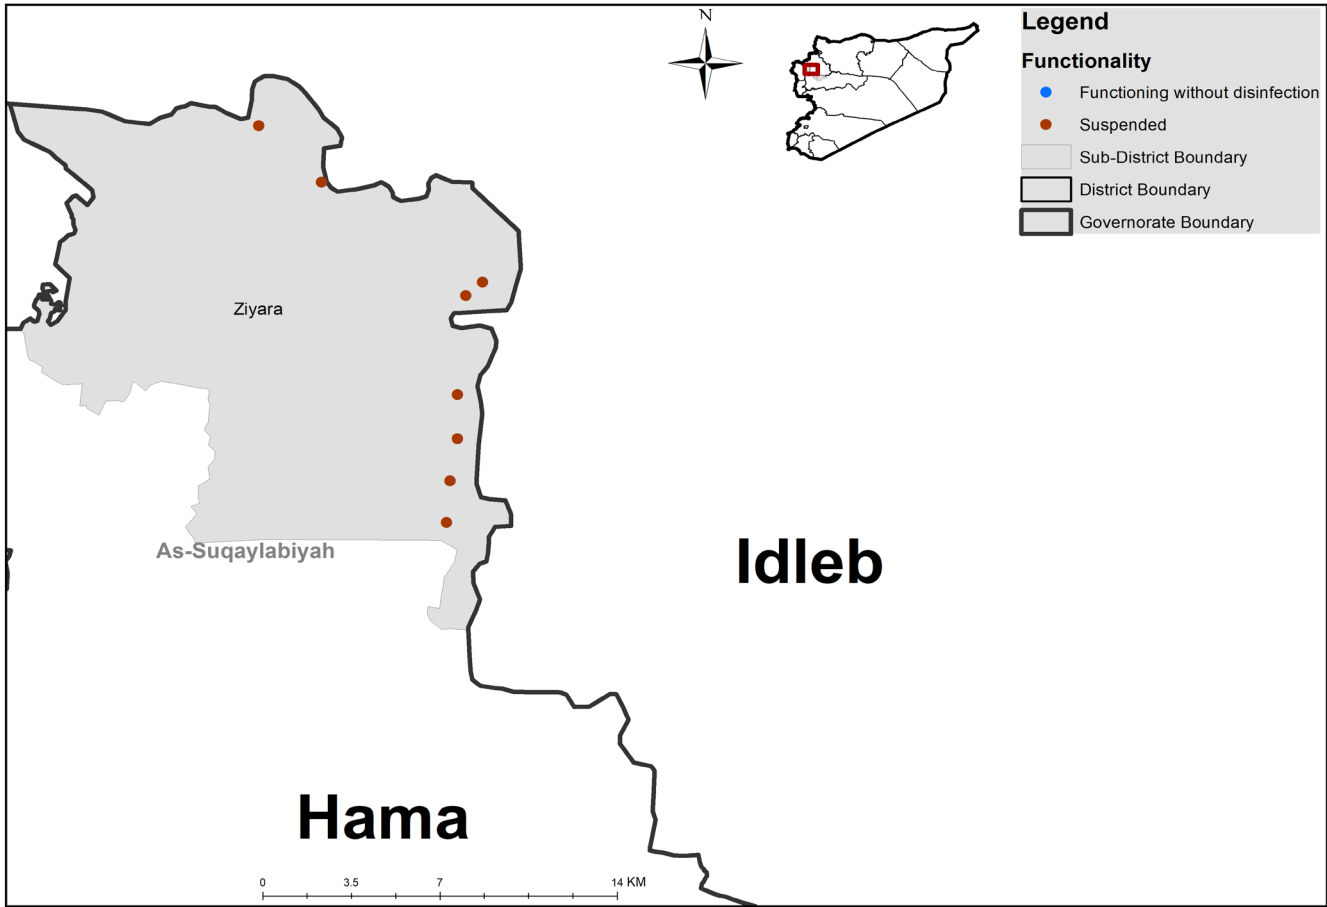 N
Legend
Functionality
Functioning without disinfection
Suspended
Sub-District Boundary
District Boundary
Governorate Boundary
Ziyara
As-Suqaylabiyah
Idleb
Hama
0 3.5 7 14 KM